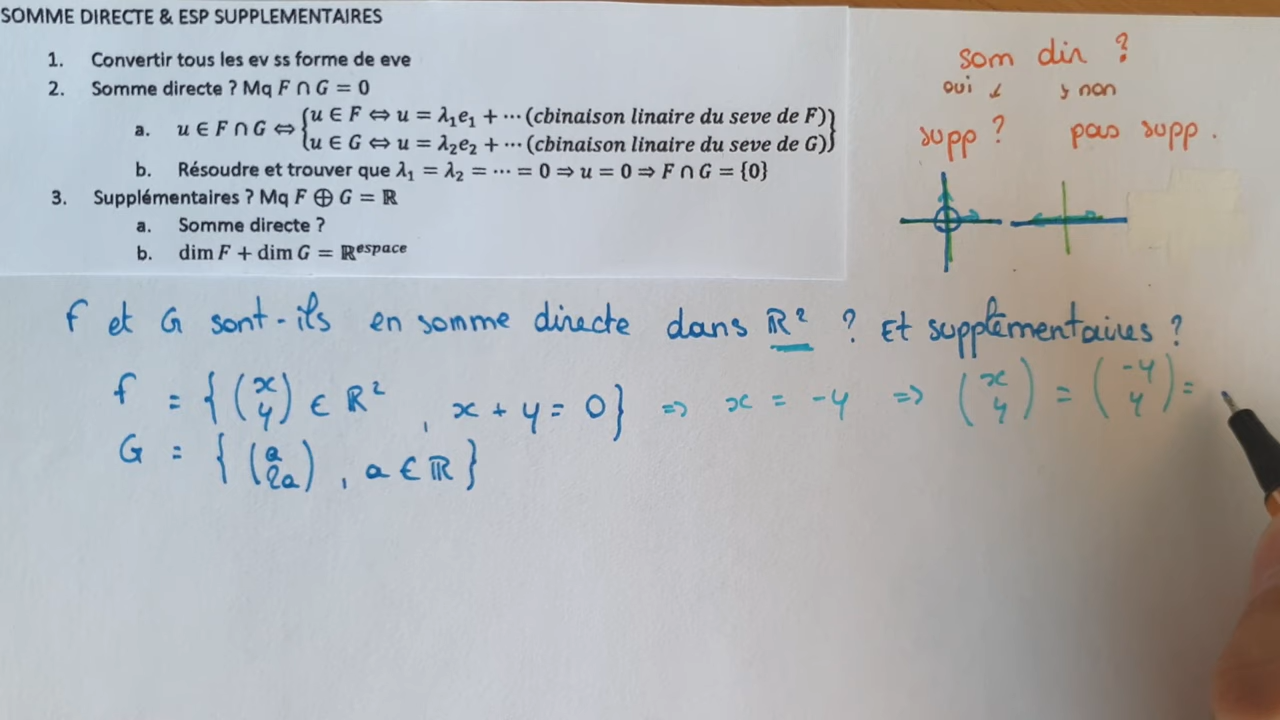 SOMME DIRECTE & ESP SUPPLEMENTAIRES
1. Convertir tous les ev ss forme de eve
2. Somme directe ? Mq F ∩ G = 0
a. u ∈ F ∩ G ⇔ {u ∈ F ⇔ u = λ₁e₁ + ⋯ (cbinaison linaire du seve de F)}
{u ∈ G ⇔ u = λ₂e₂ + ⋯ (cbinaison linaire du seve de G)}
b. Résoudre et trouver que λ₁ = λ₂ = ⋯ = 0 ⇒ u = 0 ⇒ F ∩ G = {0}
3. Supplémentaires ? Mq F ⊕ G = ℝ
a. Somme directe ?
b. dim F + dim G = ℝᵉˢᵖᵃᶜᵉ
som dir ?
oui ↙ ↘ non
supp ? pas supp .
F et G sont-ils en somme directe dans ℝ² ? Et supplémentaires ?
F = {(x y) ∈ ℝ² , x + y = 0} ⇒ x = -y ⇒ (x y) = (-y y) =
G = {(a 2a) , a ∈ ℝ}